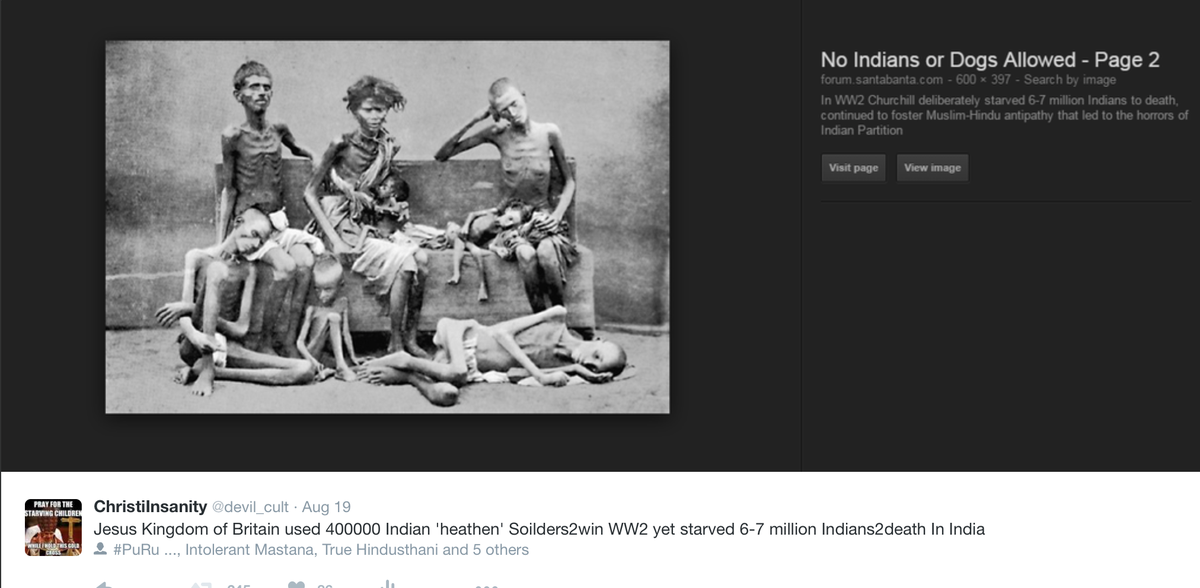 No Indians or Dogs Allowed - Page 2
forum.santabanta.com - 600 × 397 - Search by image
In WW2 Churchill deliberately starved 6-7 million Indians to death,
continued to foster Muslim-Hindu antipathy that led to the horrors of
Indian Partition
Visit page View image
PRAY FOR THE
STARVING CHILDREN
WHILE I HOLD THIS GOLD
CROSS
ChristiInsanity @devil_cult · Aug 19
Jesus Kingdom of Britain used 400000 Indian 'heathen' Soilders2win WW2 yet starved 6-7 million Indians2death In India
#PuRu ..., Intolerant Mastana, True Hindusthani and 5 others